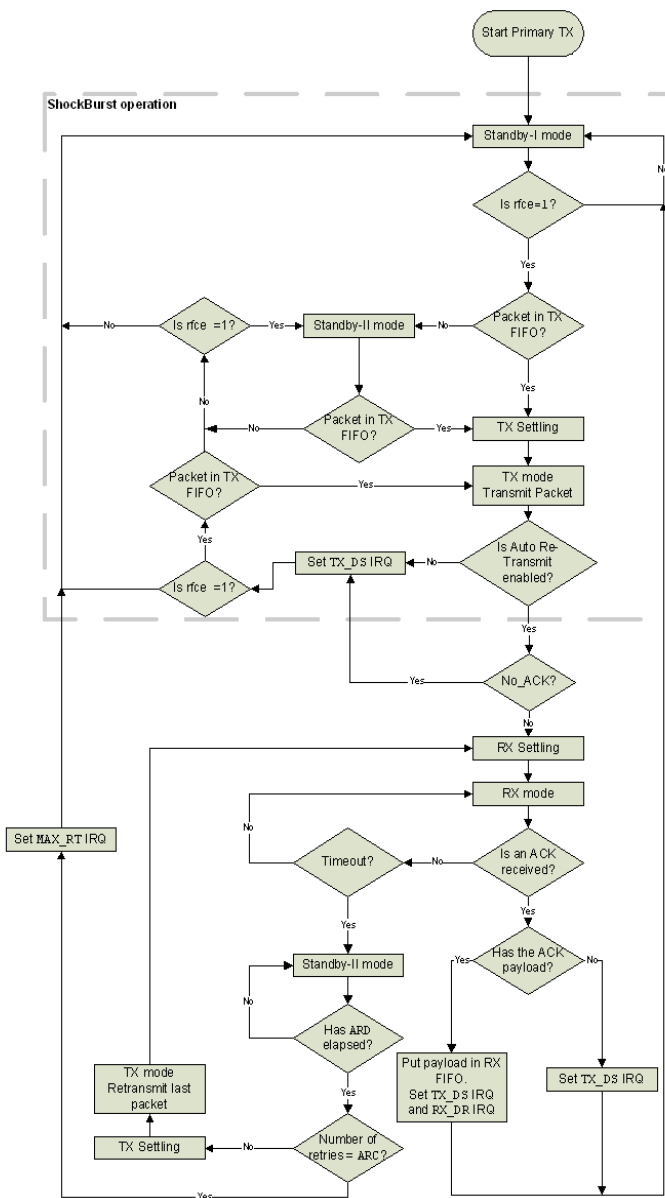 Start Primary TX
ShockBurst operation
Standby-I mode
No
Is rfce=1?
Yes
Is rfce =1?
No
Yes
Standby-II mode
No
Packet in TX
FIFO?
Yes
No
Packet in TX
FIFO?
No
Yes
TX Settling
Packet in TX
FIFO?
Yes
TX mode
Transmit Packet
Yes
Is Auto Re-
Transmit
enabled?
No
Set TX_DS IRQ
Is rfce =1?
Yes
No_ACK?
Yes
No
RX Settling
RX mode
No
Set MAX_RT IRQ
Timeout?
No
Is an ACK
received?
Yes
Yes
Has the ACK
payload?
Yes
No
Standby-II mode
No
Has ARD
elapsed?
Yes
TX mode
Retransmit last
packet
Put payload in RX
FIFO.
Set TX_DS IRQ
and RX_DR IRQ
Set TX_DS IRQ
TX Settling
No
Number of
retries = ARC?
Yes